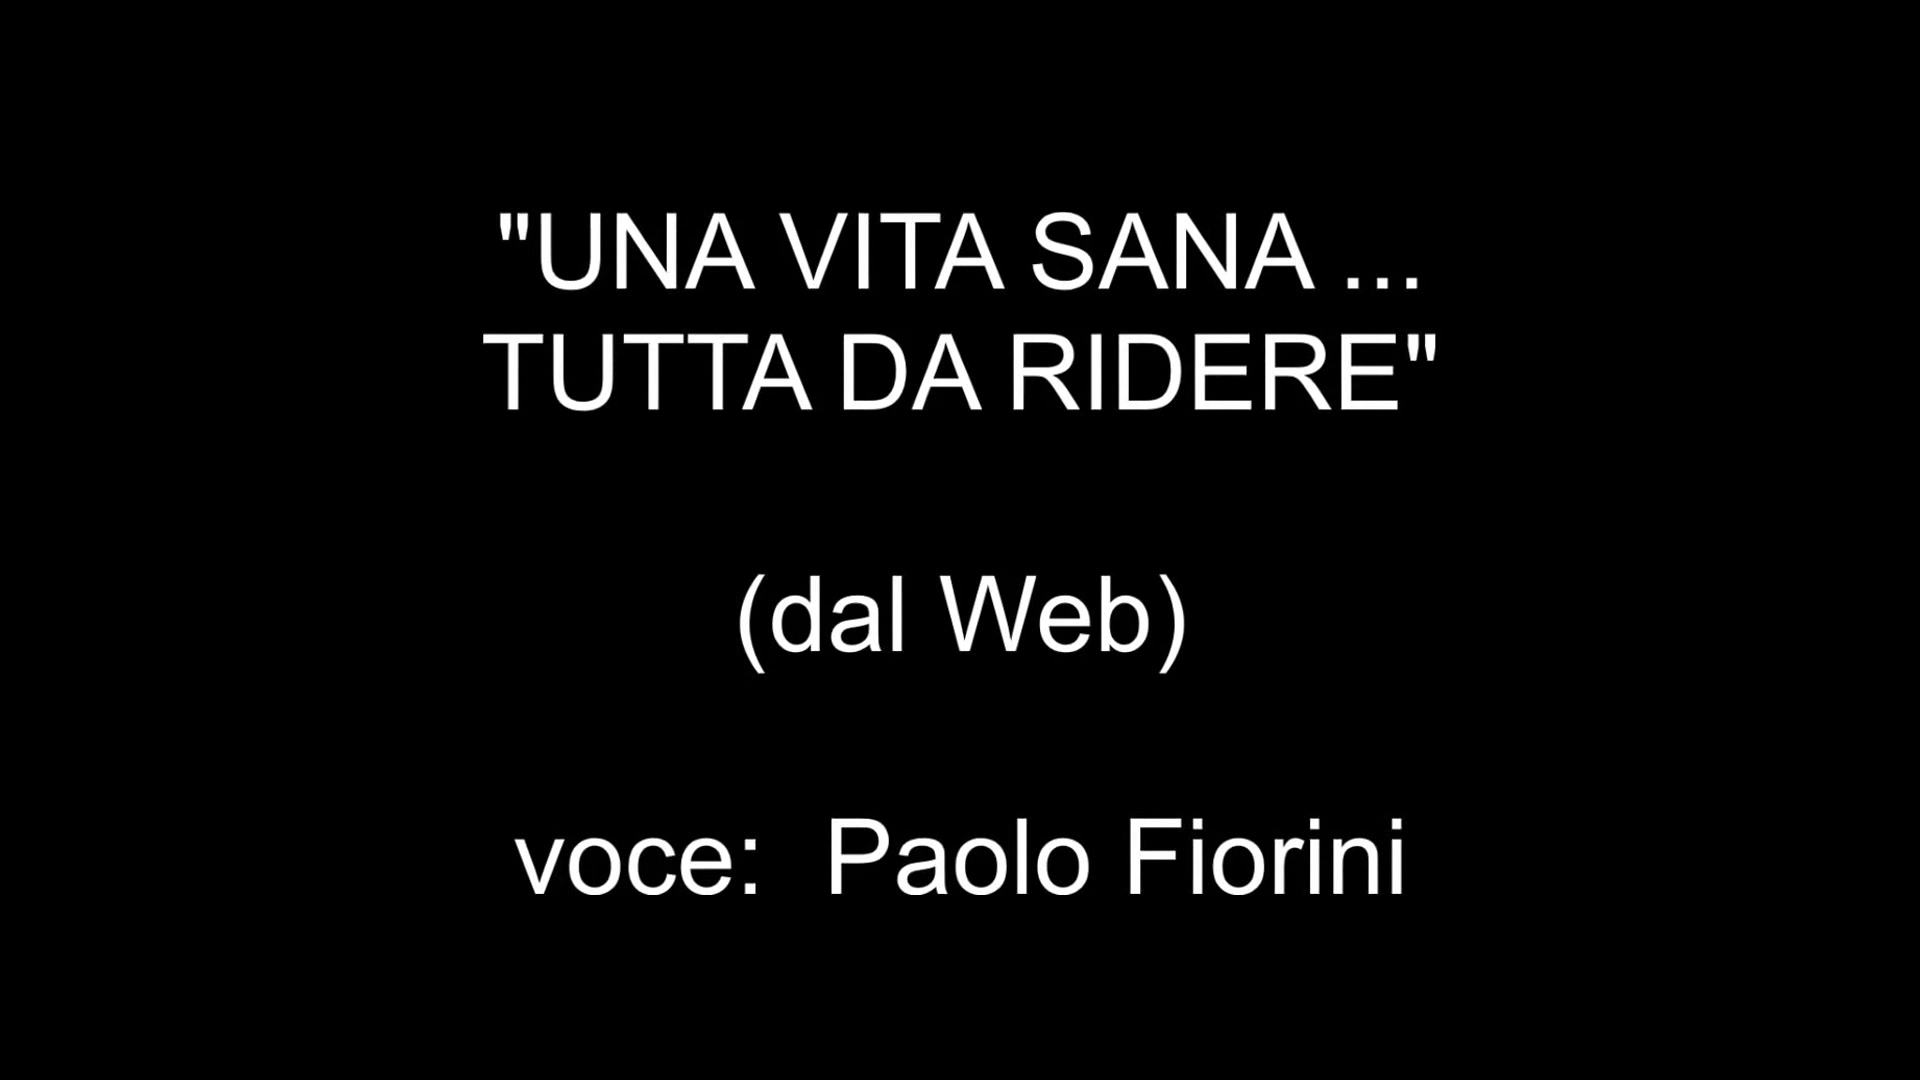 "UNA VITA SANA ...
TUTTA DA RIDERE"
(dal Web)
voce:  Paolo Fiorini